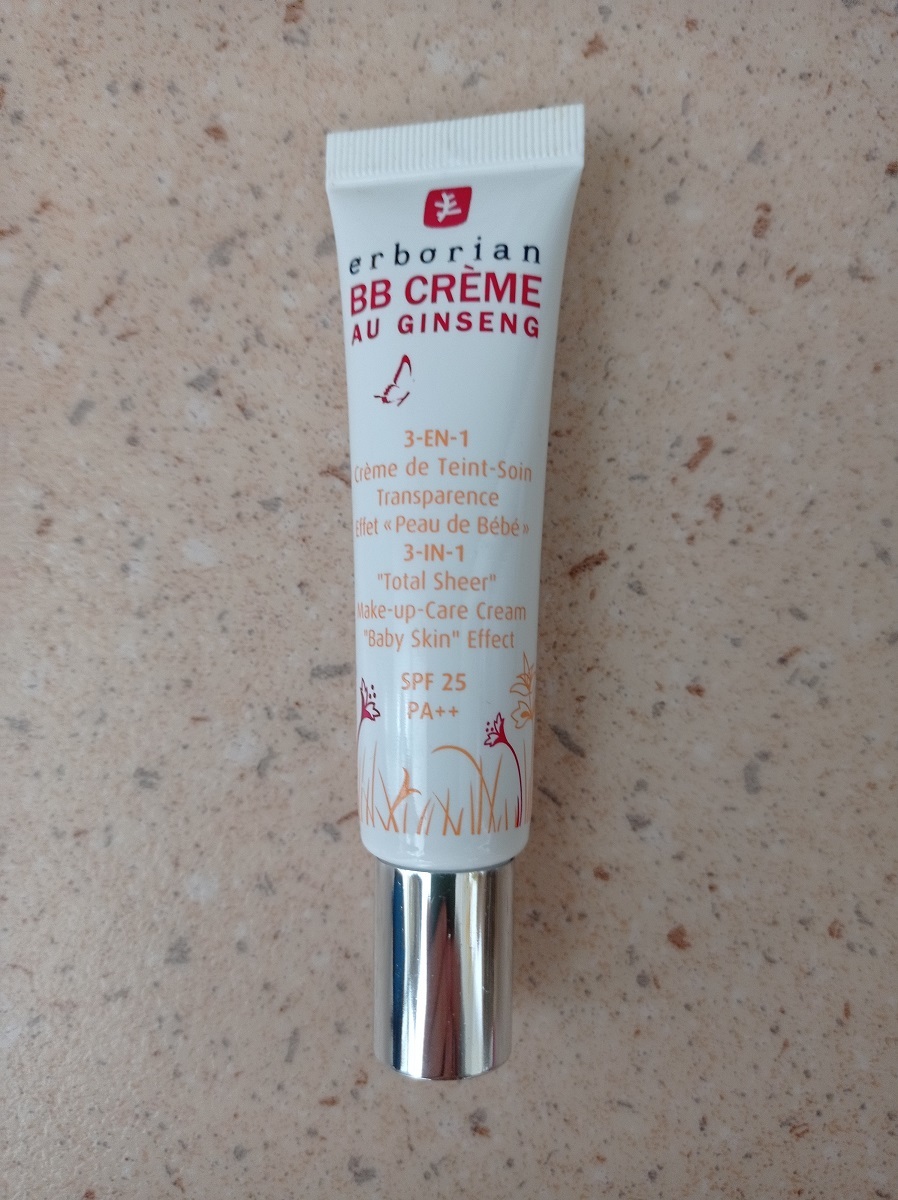 erborian
BB CRÈME
AU GINSENG
3-EN-1
Crème de Teint-Soin
Transparence
Effet « Peau de Bébé »
3-IN-1
"Total Sheer"
Make-up-Care Cream
"Baby Skin" Effect
SPF 25
PA++